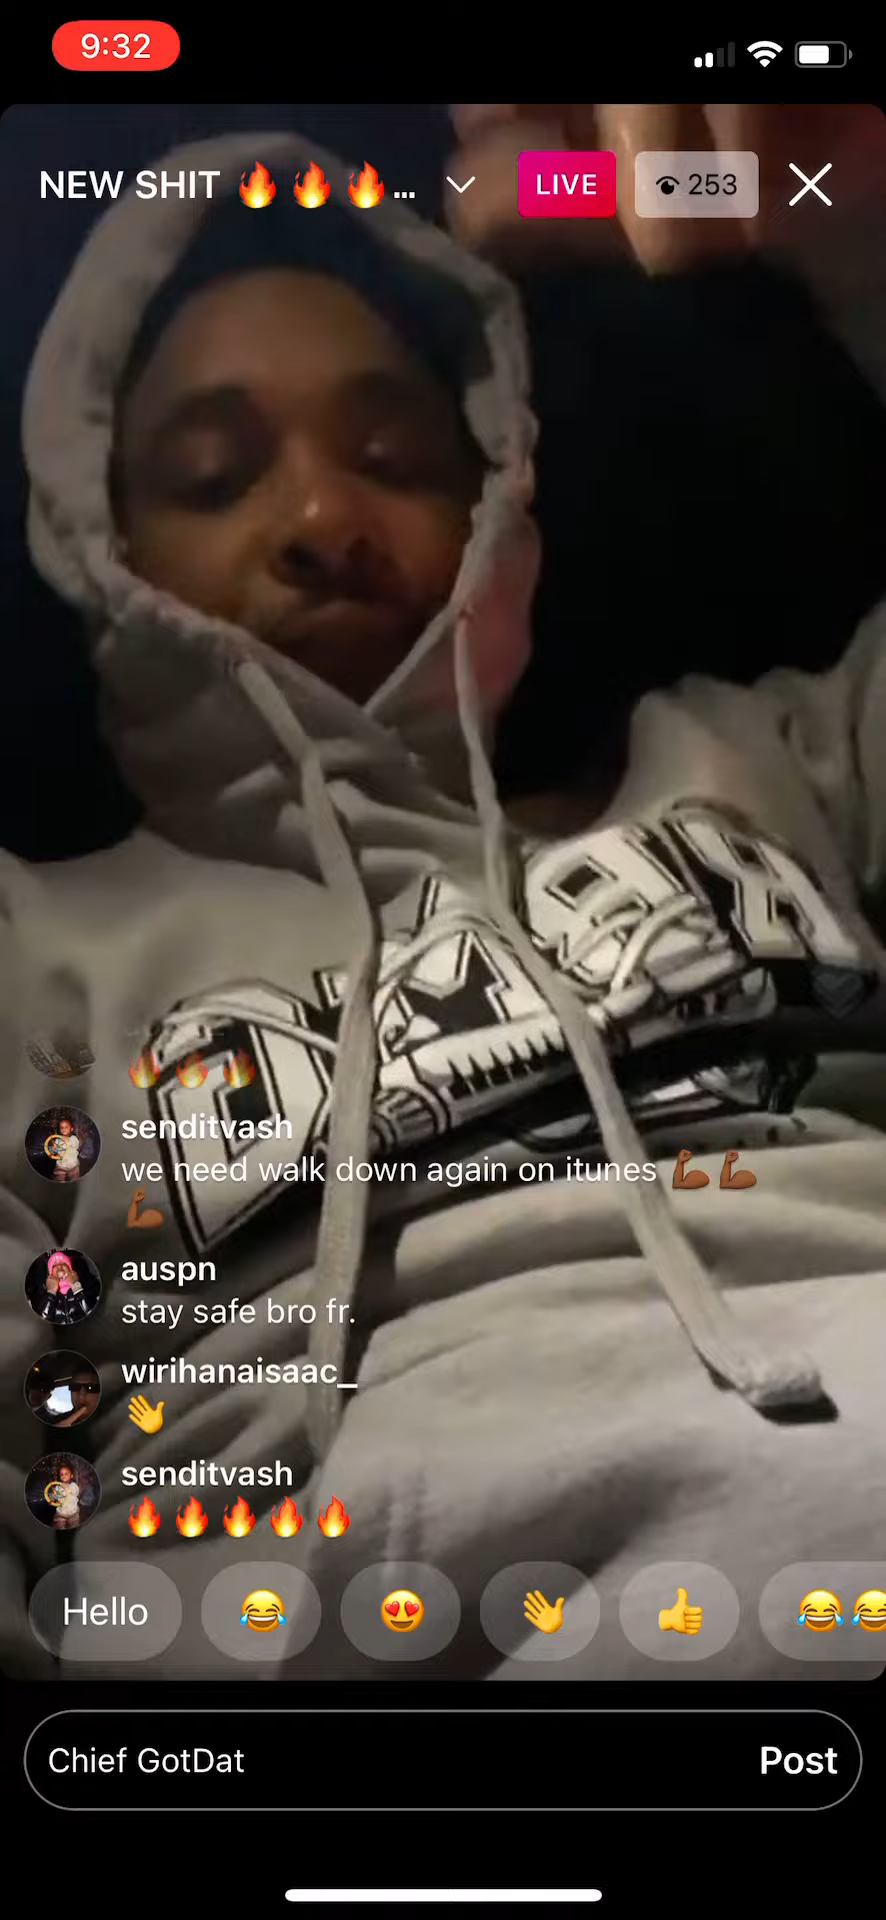 9:32
NEW SHIT 🔥🔥🔥...
LIVE
253
🔥🔥🔥
senditvash
we need walk down again on itunes 💪🏾💪🏾
💪🏾
auspn
stay safe bro fr.
wirihanaisaac_
👋
senditvash
🔥🔥🔥🔥🔥
Hello 😂 😍 👋 👍 😂😂
Chief GotDat
Post